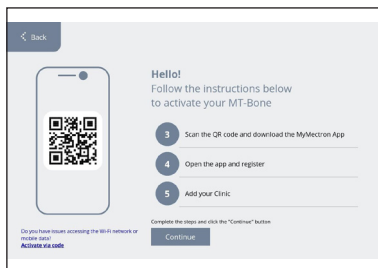 Back
Hello!
Follow the instructions below
to activate your MT-Bone
3 Scan the QR code and download the MyMectron App
4 Open the app and register
5 Add your Clinic
Complete the steps and click the "Continue" button
Continue
Do you have issues accessing the Wi-Fi network or
mobile data?
Activate via code